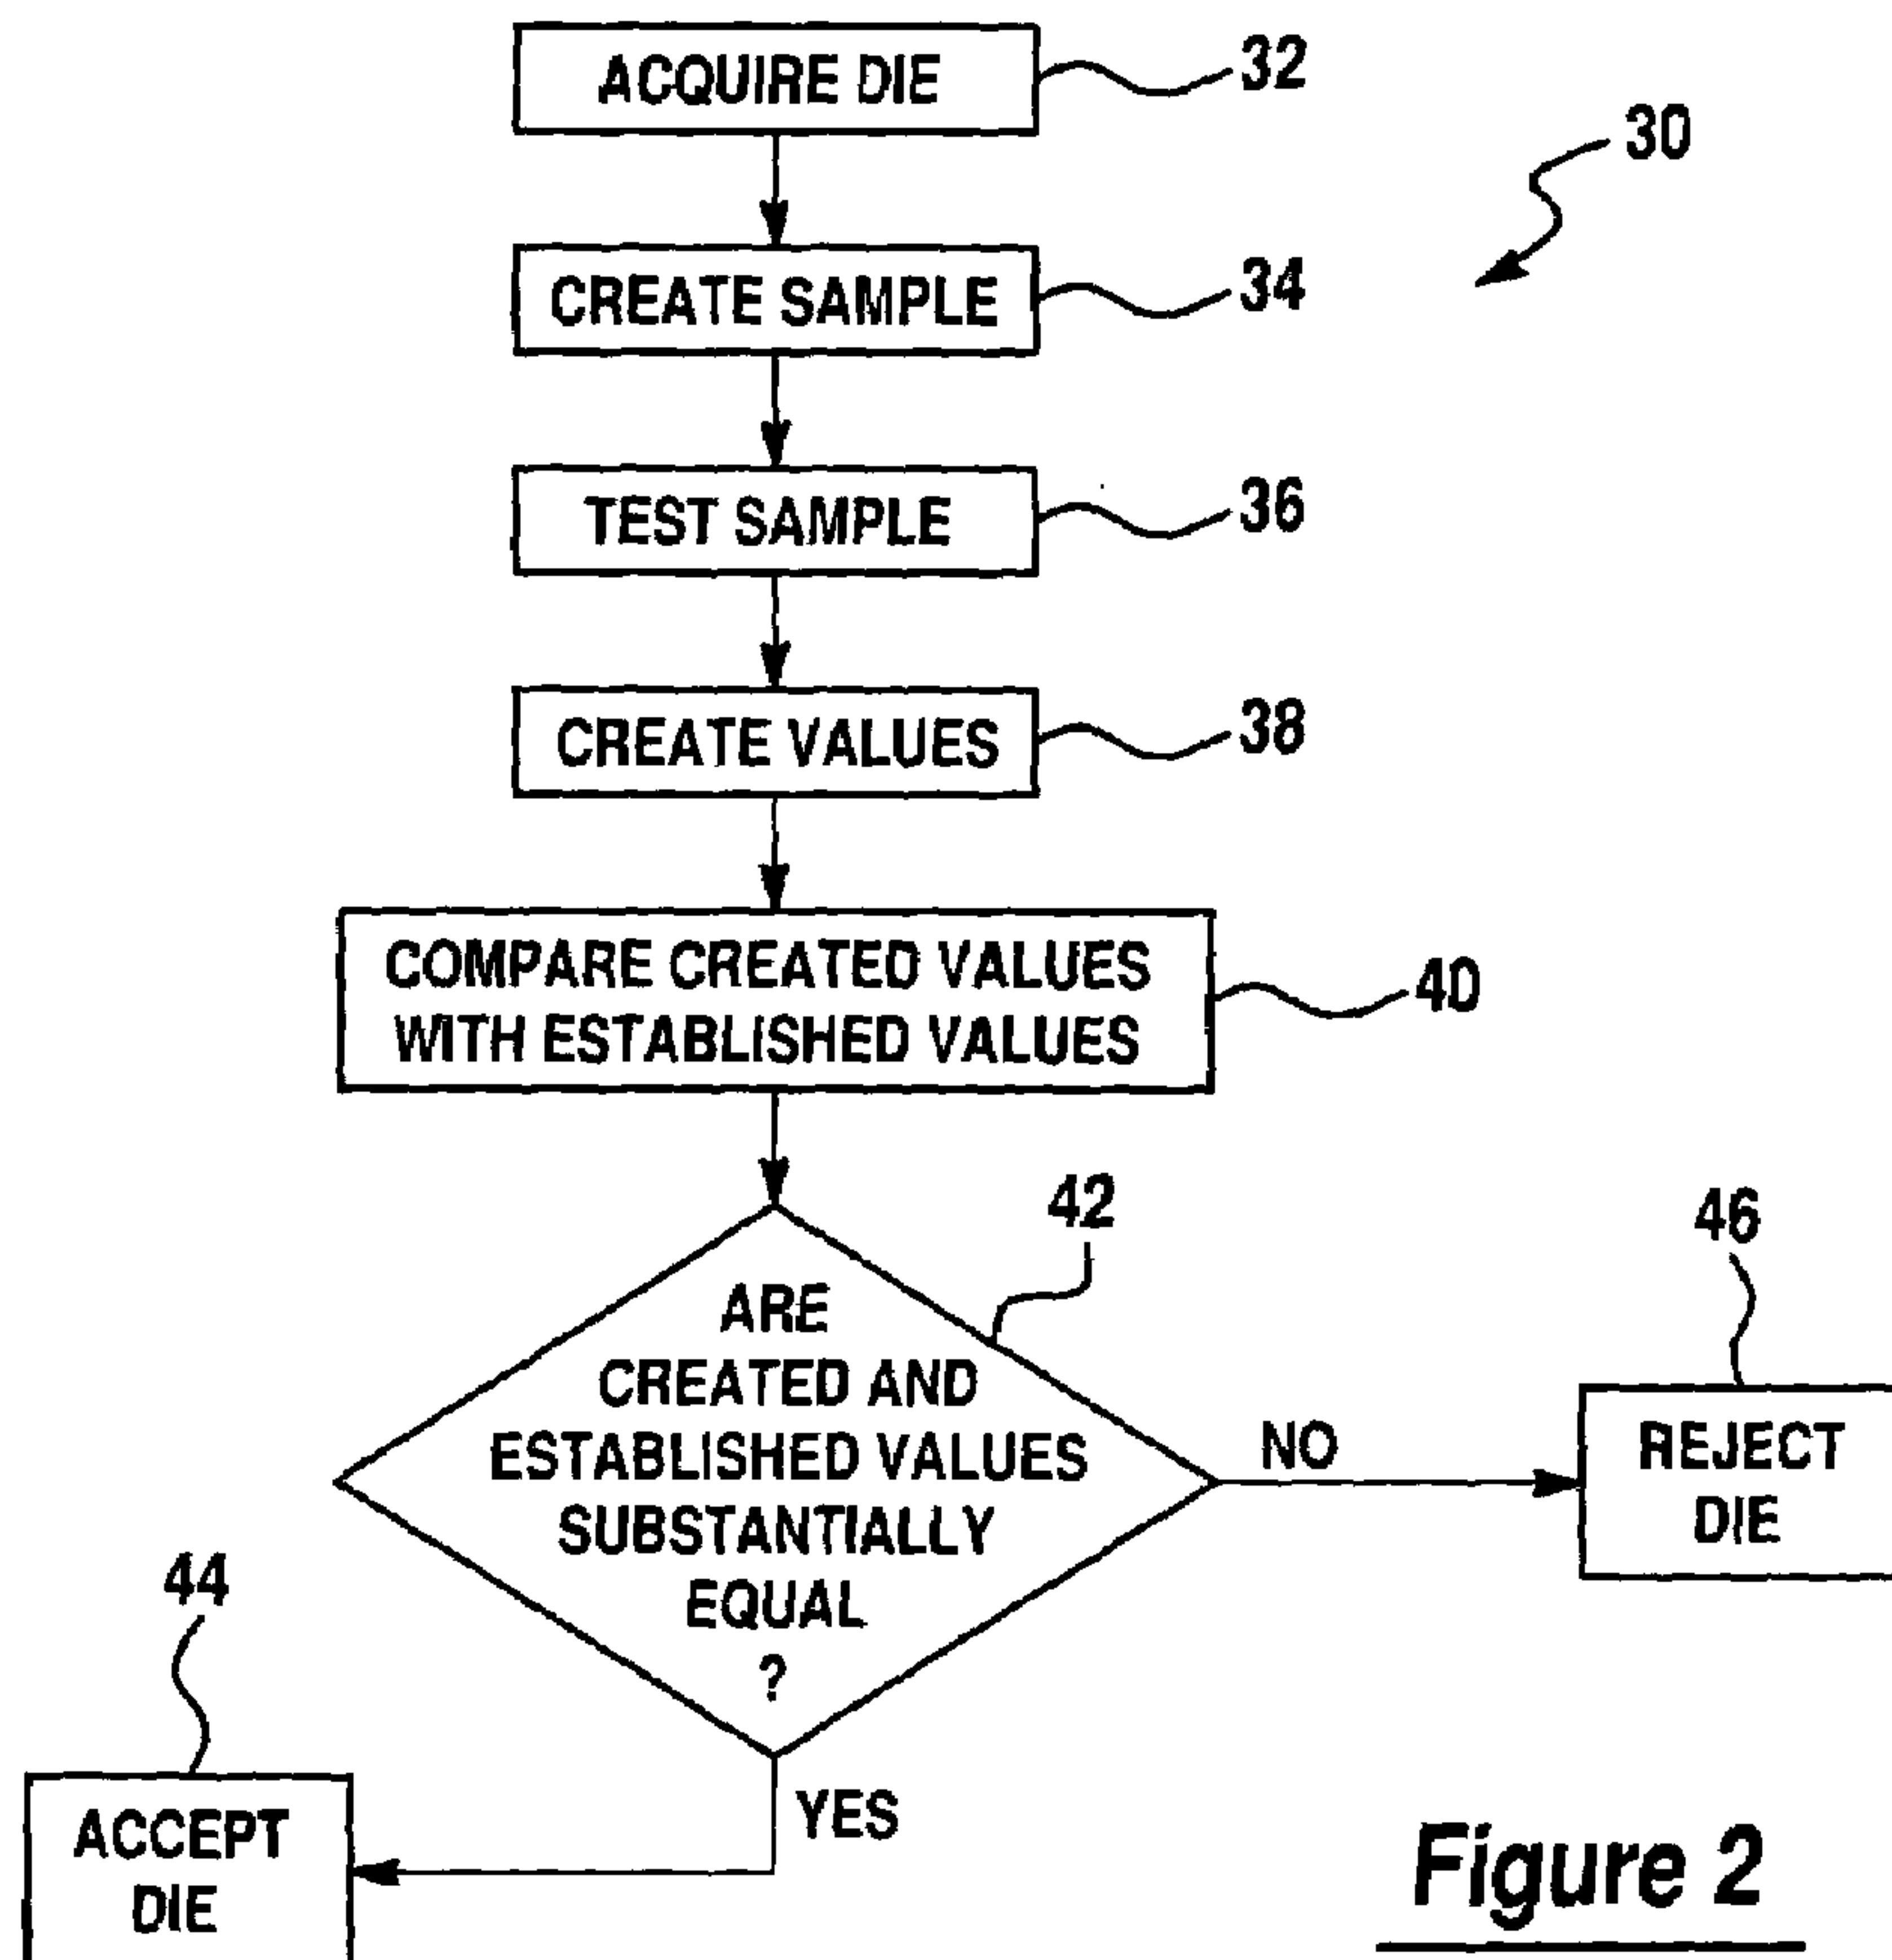 ACQUIRE DIE
32
30
CREATE SAMPLE
34
TEST SAMPLE
36
CREATE VALUES
38
COMPARE CREATED VALUES
WITH ESTABLISHED VALUES
40
42
46
ARE
CREATED AND
ESTABLISHED VALUES
SUBSTANTIALLY
EQUAL
?
NO
REJECT
DIE
44
YES
ACCEPT
DIE
Figure 2